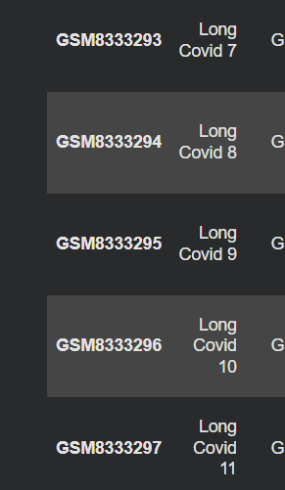 GSM8333293 Long Covid 7 G
GSM8333294 Long Covid 8 G
GSM8333295 Long Covid 9 G
GSM8333296 Long Covid 10 G
GSM8333297 Long Covid 11 G